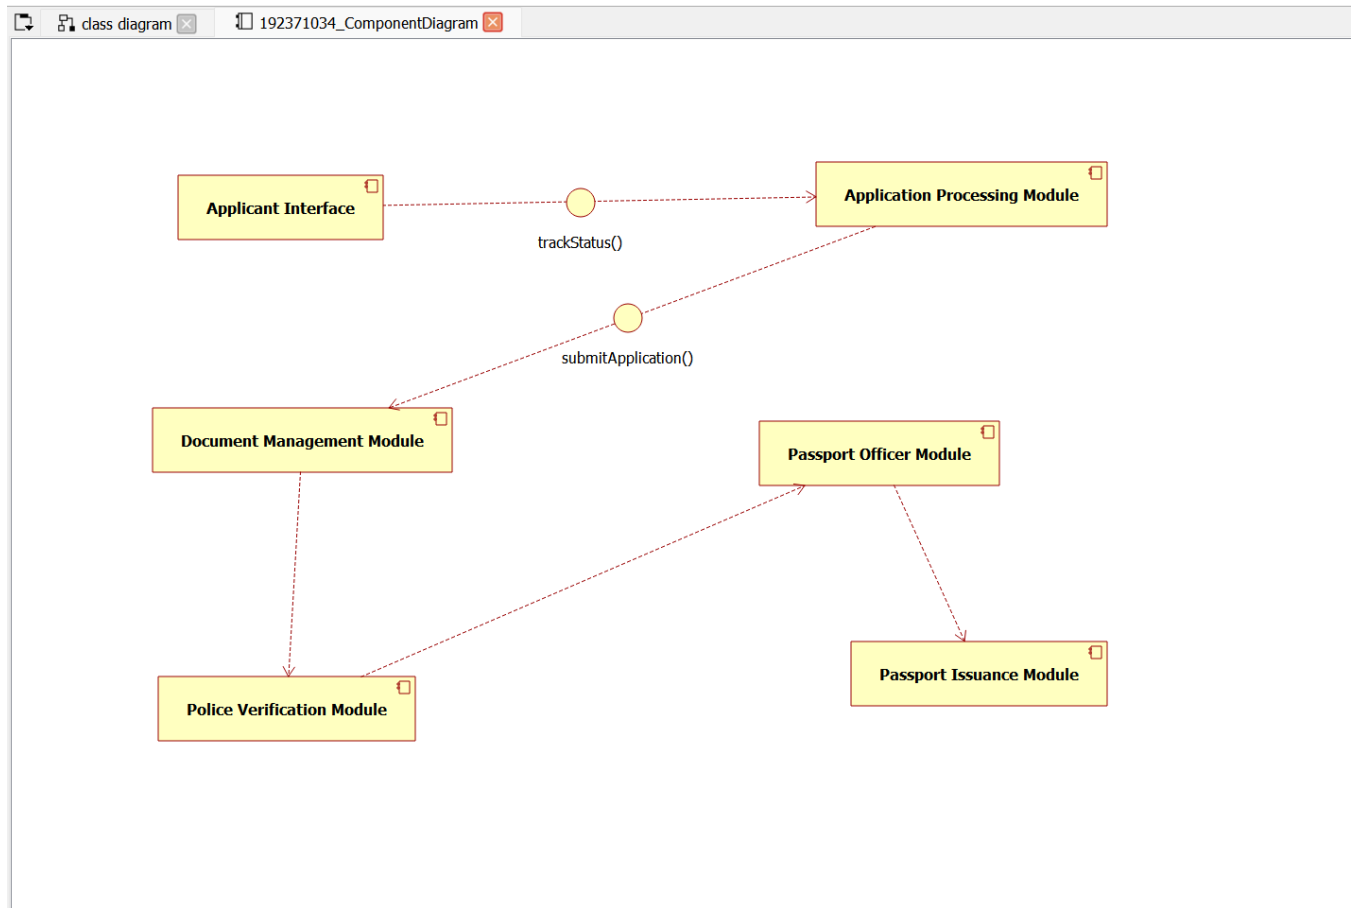 class diagram
192371034_ComponentDiagram
Applicant Interface
Application Processing Module
trackStatus()
submitApplication()
Document Management Module
Passport Officer Module
Passport Issuance Module
Police Verification Module